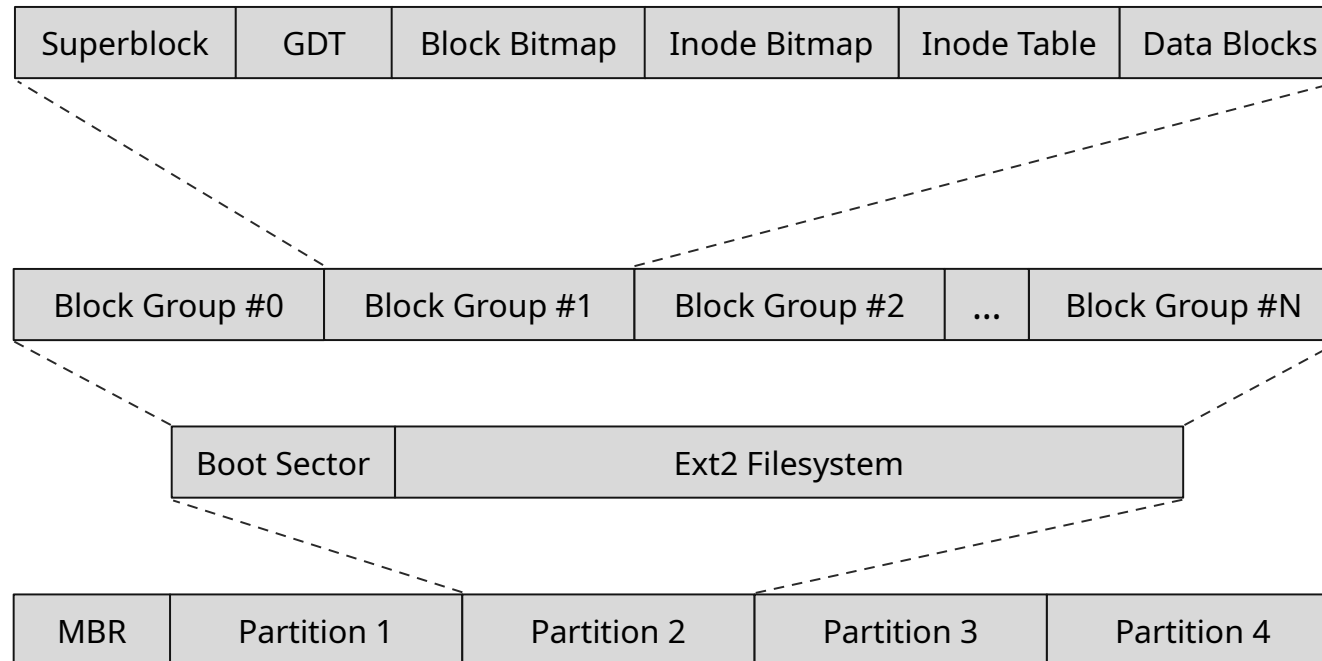 Superblock GDT Block Bitmap Inode Bitmap Inode Table Data Blocks
Block Group #0 Block Group #1 Block Group #2 ... Block Group #N
Boot Sector Ext2 Filesystem
MBR Partition 1 Partition 2 Partition 3 Partition 4